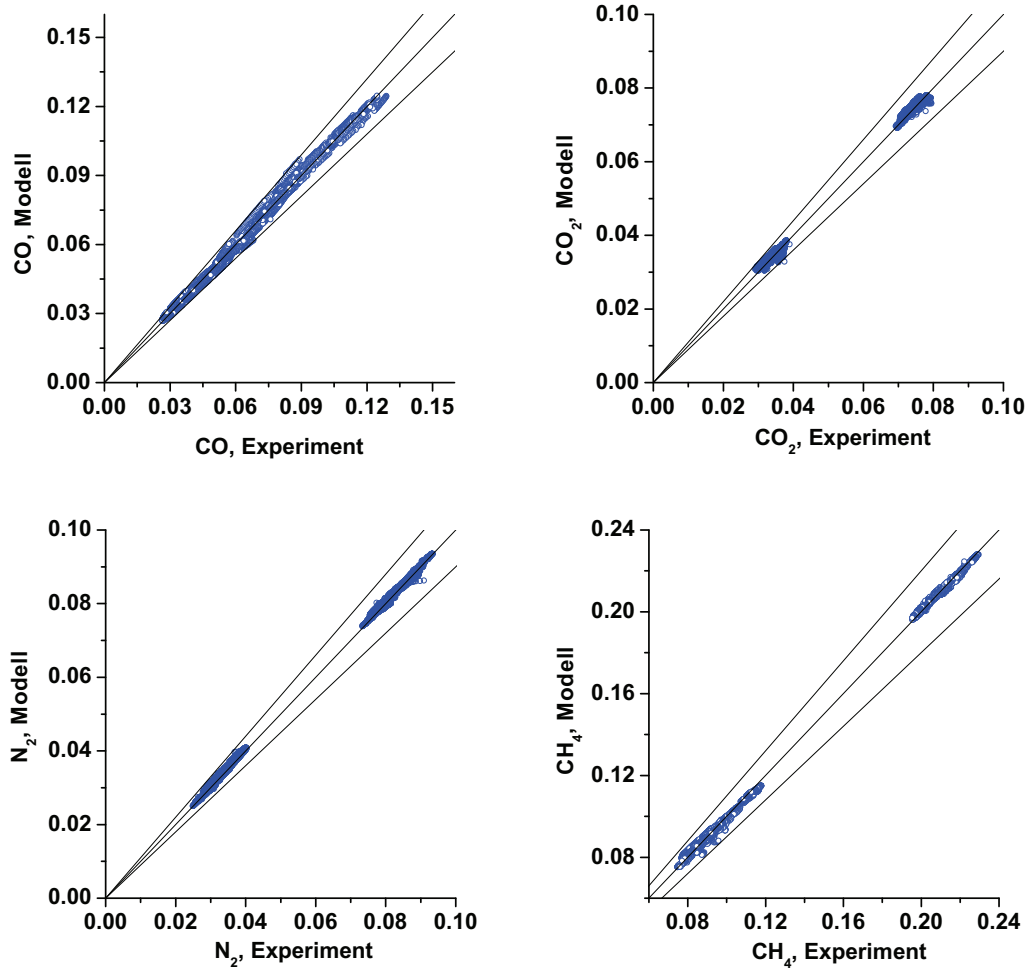 0.15
0.12
0.09
0.06
0.03
0.00
CO, Modell
0.00 0.03 0.06 0.09 0.12 0.15
CO, Experiment
0.10
0.08
0.06
0.04
0.02
0.00
CO₂, Modell
0.00 0.02 0.04 0.06 0.08 0.10
CO₂, Experiment
0.10
0.08
0.06
0.04
0.02
0.00
N₂, Modell
0.00 0.02 0.04 0.06 0.08 0.10
N₂, Experiment
0.24
0.20
0.16
0.12
0.08
CH₄, Modell
0.08 0.12 0.16 0.20 0.24
CH₄, Experiment